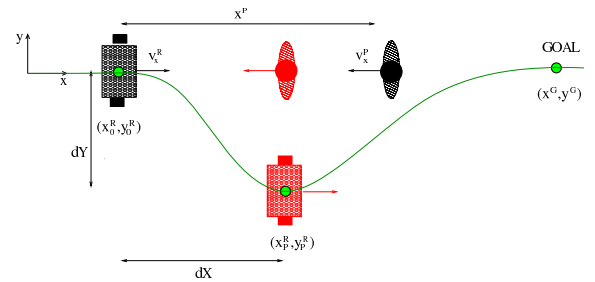 x^P
y
x
v_x^R
v_x^P
GOAL
(x^G,y^G)
(x_0^R,y_0^R)
dY
(x_P^R,y_P^R)
dX